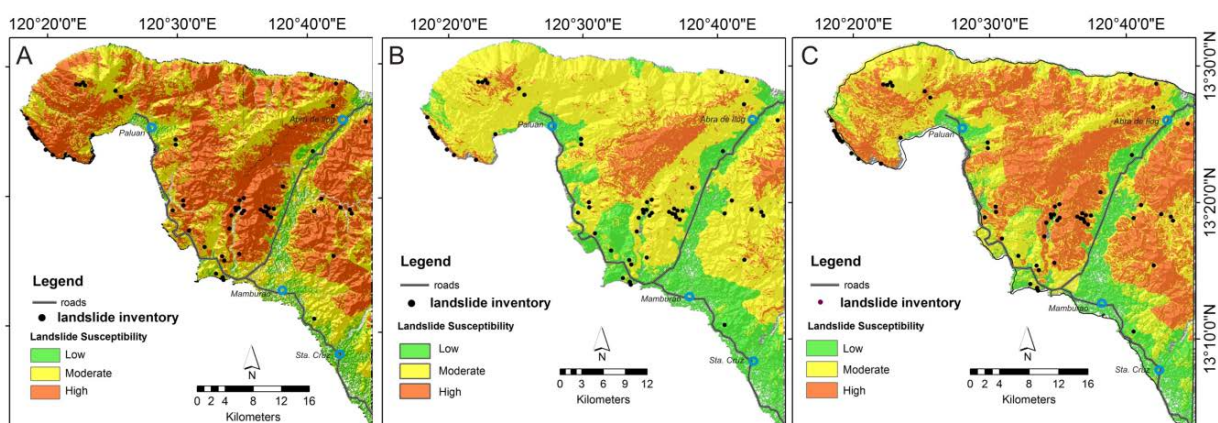 120°20'0"E 120°30'0"E 120°40'0"E
A
Paluan
Abra de Ilog
Mamburao
Sta. Cruz
Legend
roads
landslide inventory
Landslide Susceptibility
Low
Moderate
High
N
0 2 4 8 12 16
Kilometers
120°20'0"E 120°30'0"E 120°40'0"E
B
Paluan
Abra de Ilog
Mamburao
Sta. Cruz
Legend
roads
landslide inventory
Landslide Susceptibility
Low
Moderate
High
N
0 1.5 3 6 9 12
Kilometers
120°20'0"E 120°30'0"E 120°40'0"E
C
Paluan
Abra de Ilog
Mamburao
Sta. Cruz
Legend
roads
landslide inventory
Landslide Susceptibility
Low
Moderate
High
N
0 2 4 8 12 16
Kilometers
13°30'0"N
13°20'0"N
13°10'0"N